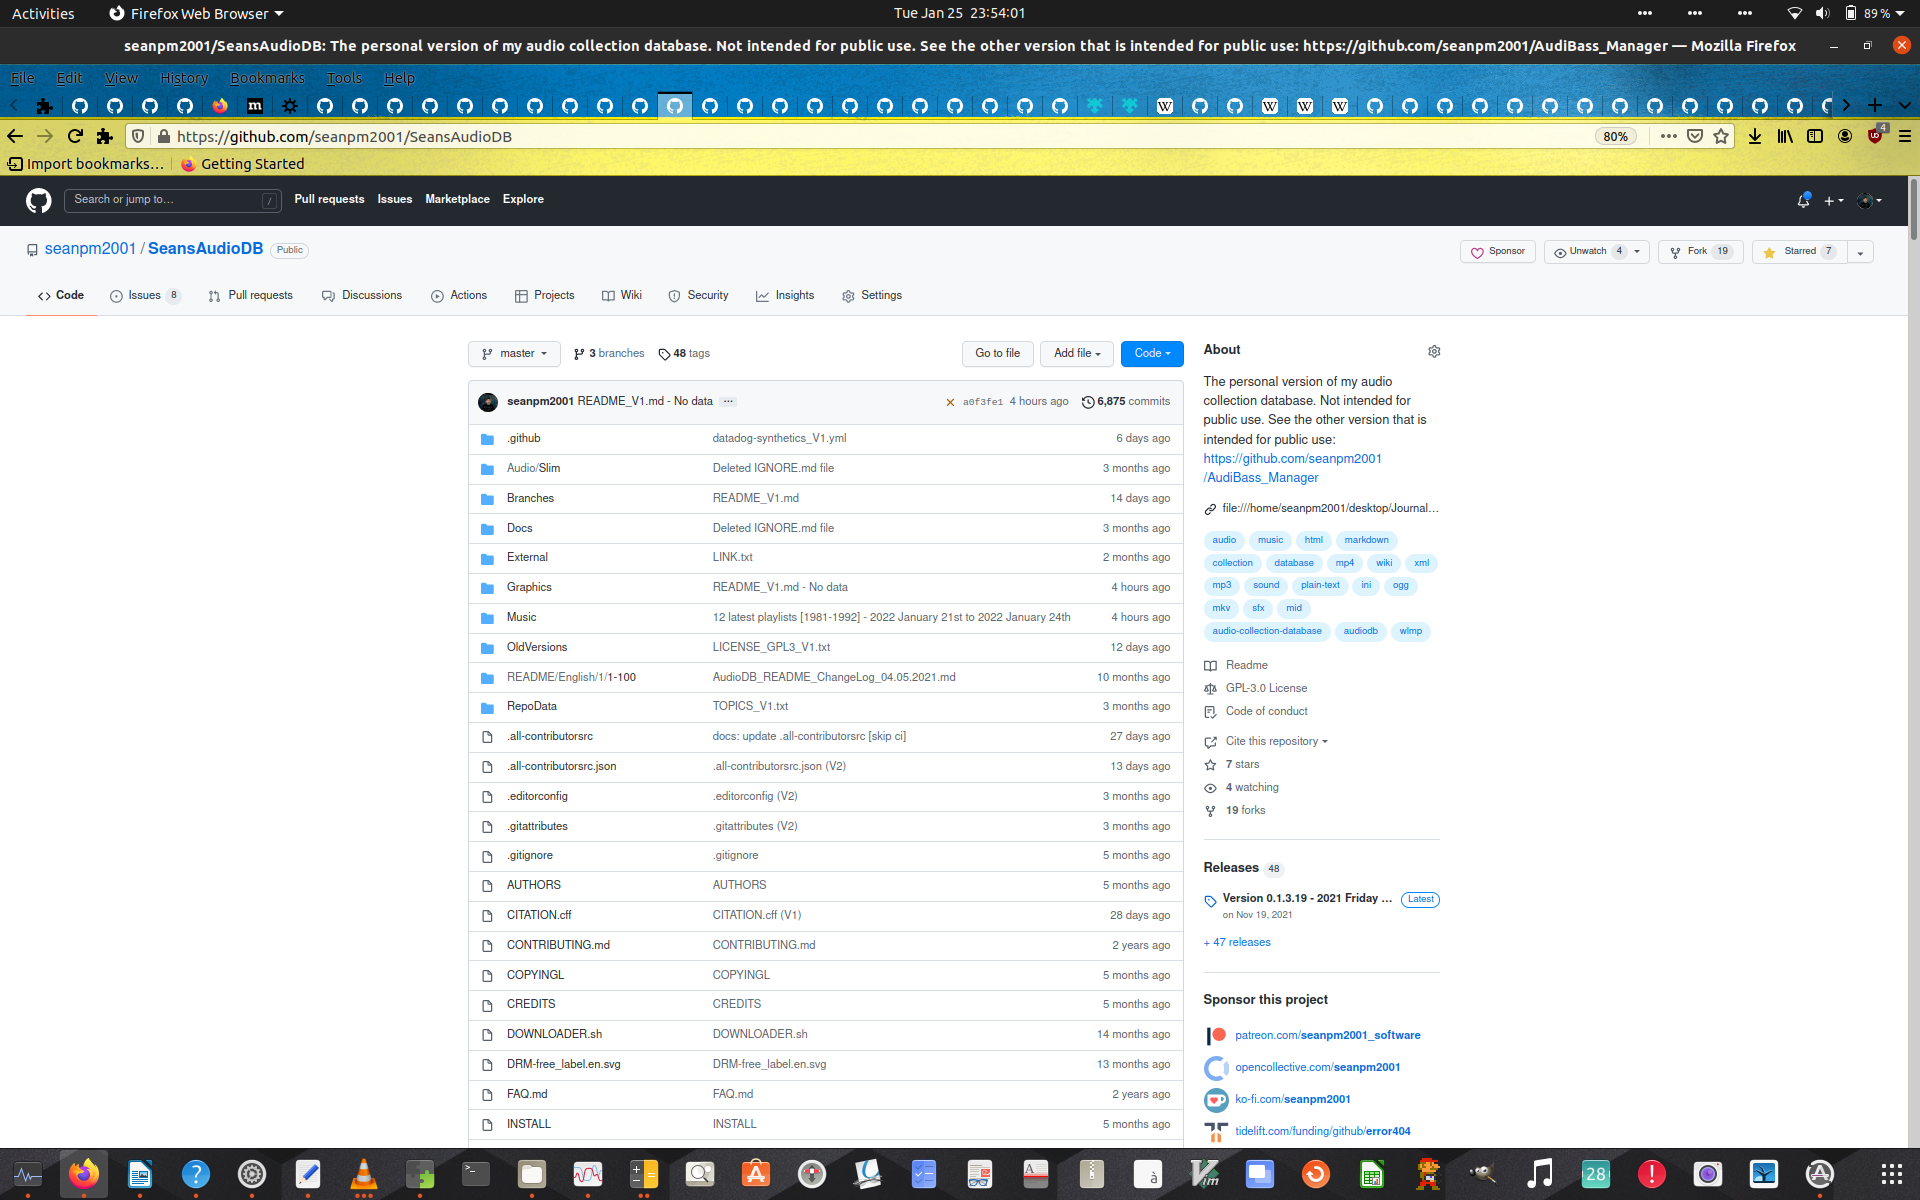 Activities
Firefox Web Browser
Tue Jan 25  23:54:01
89 %
seanpm2001/SeansAudioDB: The personal version of my audio collection database. Not intended for public use. See the other version that is intended for public use: https://github.com/seanpm2001/AudiBass_Manager — Mozilla Firefox
File Edit View History Bookmarks Tools Help
https://github.com/seanpm2001/SeansAudioDB
80%
4
Import bookmarks…
Getting Started
Search or jump to…
/
Pull requests Issues Marketplace Explore
seanpm2001 / SeansAudioDB Public
Sponsor
Unwatch 4
Fork 19
Starred 7
Code
Issues 8
Pull requests
Discussions
Actions
Projects
Wiki
Security
Insights
Settings
master
3 branches
48 tags
Go to file
Add file
Code
seanpm2001 README_V1.md - No data
a0f3fe1 4 hours ago
6,875 commits
.github datadog-synthetics_V1.yml 6 days ago
Audio/Slim Deleted IGNORE.md file 3 months ago
Branches README_V1.md 14 days ago
Docs Deleted IGNORE.md file 3 months ago
External LINK.txt 2 months ago
Graphics README_V1.md - No data 4 hours ago
Music 12 latest playlists [1981-1992] - 2022 January 21st to 2022 January 24th 4 hours ago
OldVersions LICENSE_GPL3_V1.txt 12 days ago
README/English/1/1-100 AudioDB_README_ChangeLog_04.05.2021.md 10 months ago
RepoData TOPICS_V1.txt 3 months ago
.all-contributorsrc docs: update .all-contributorsrc [skip ci] 27 days ago
.all-contributorsrc.json .all-contributorsrc.json (V2) 13 days ago
.editorconfig .editorconfig (V2) 3 months ago
.gitattributes .gitattributes (V2) 3 months ago
.gitignore .gitignore 5 months ago
AUTHORS AUTHORS 5 months ago
CITATION.cff CITATION.cff (V1) 28 days ago
CONTRIBUTING.md CONTRIBUTING.md 2 years ago
COPYINGL COPYINGL 5 months ago
CREDITS CREDITS 5 months ago
DOWNLOADER.sh DOWNLOADER.sh 14 months ago
DRM-free_label.en.svg DRM-free_label.en.svg 13 months ago
FAQ.md FAQ.md 2 years ago
INSTALL INSTALL 5 months ago
About
The personal version of my audio
collection database. Not intended for
public use. See the other version that is
intended for public use:
https://github.com/seanpm2001
/AudiBass_Manager
file:///home/seanpm2001/desktop/Journal…
audio music html markdown
collection database mp4 wiki xml
mp3 sound plain-text ini ogg
mkv sfx mid
audio-collection-database audiodb wlmp
Readme
GPL-3.0 License
Code of conduct
Cite this repository
7 stars
4 watching
19 forks
Releases 48
Version 0.1.3.19 - 2021 Friday ... Latest
on Nov 19, 2021
+ 47 releases
Sponsor this project
patreon.com/seanpm2001_software
opencollective.com/seanpm2001
ko-fi.com/seanpm2001
tidelift.com/funding/github/error404
28